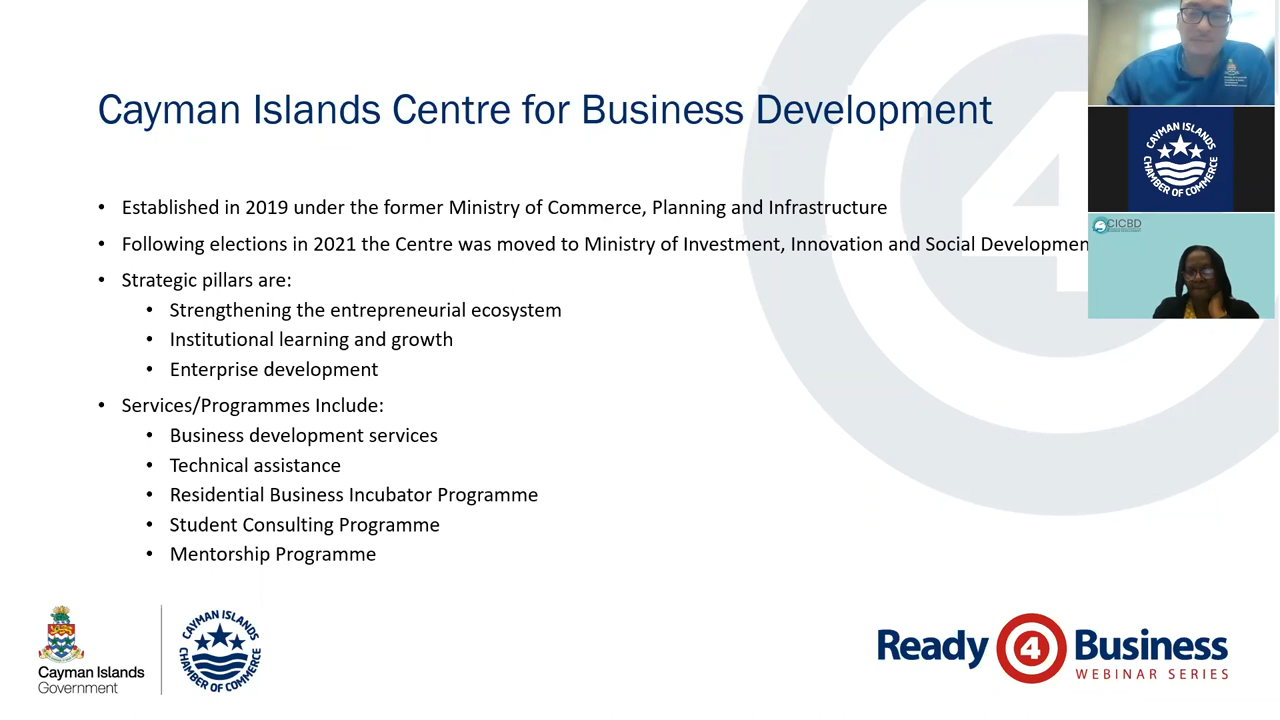 Cayman Islands Centre for Business Development
• Established in 2019 under the former Ministry of Commerce, Planning and Infrastructure
• Following elections in 2021 the Centre was moved to Ministry of Investment, Innovation and Social Developmen
• Strategic pillars are:
• Strengthening the entrepreneurial ecosystem
• Institutional learning and growth
• Enterprise development
• Services/Programmes Include:
• Business development services
• Technical assistance
• Residential Business Incubator Programme
• Student Consulting Programme
• Mentorship Programme
4
CAYMAN ISLANDS
CHAMBER OF COMMERCE
CICBD
Cayman Islands
Government
CAYMAN ISLANDS
CHAMBER OF COMMERCE
Ready 4 Business
WEBINAR SERIES